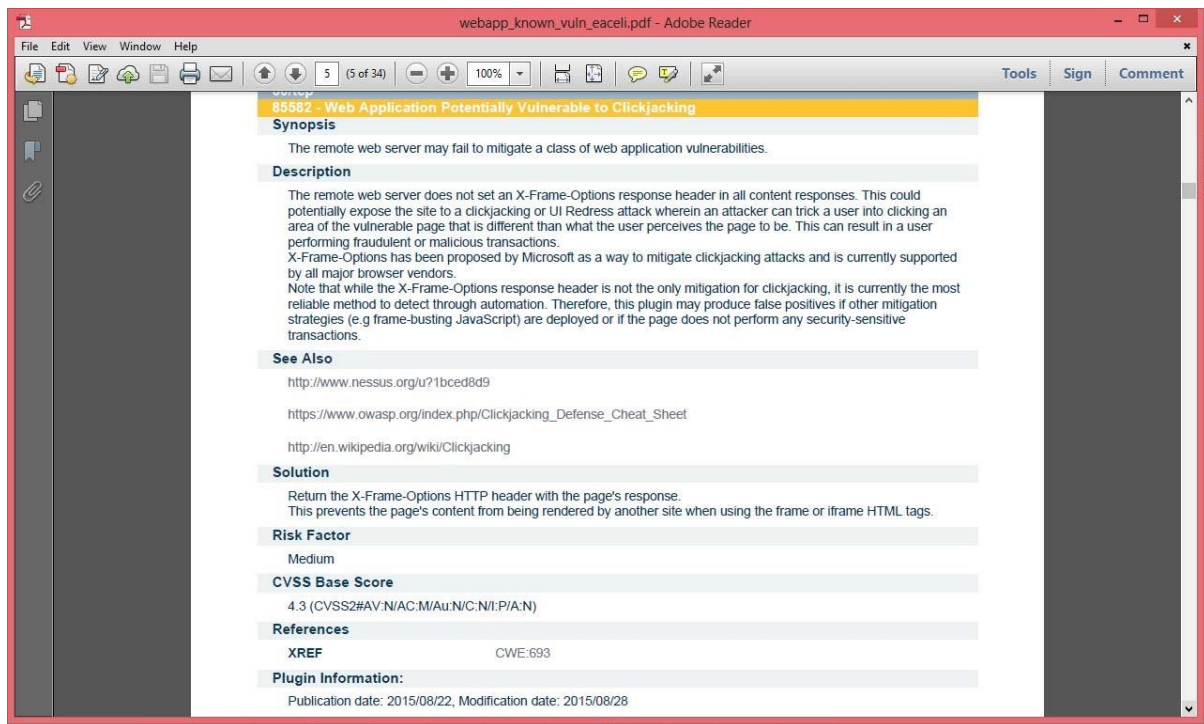 webapp_known_vuln_eaceli.pdf - Adobe Reader
File Edit View Window Help
5 (5 of 34) 100% Tools Sign Comment
85582 - Web Application Potentially Vulnerable to Clickjacking
Synopsis
The remote web server may fail to mitigate a class of web application vulnerabilities.
Description
The remote web server does not set an X-Frame-Options response header in all content responses. This could
potentially expose the site to a clickjacking or UI Redress attack wherein an attacker can trick a user into clicking an
area of the vulnerable page that is different than what the user perceives the page to be. This can result in a user
performing fraudulent or malicious transactions.
X-Frame-Options has been proposed by Microsoft as a way to mitigate clickjacking attacks and is currently supported
by all major browser vendors.
Note that while the X-Frame-Options response header is not the only mitigation for clickjacking, it is currently the most
reliable method to detect through automation. Therefore, this plugin may produce false positives if other mitigation
strategies (e.g frame-busting JavaScript) are deployed or if the page does not perform any security-sensitive
transactions.
See Also
http://www.nessus.org/u?1bced8d9
https://www.owasp.org/index.php/Clickjacking_Defense_Cheat_Sheet
http://en.wikipedia.org/wiki/Clickjacking
Solution
Return the X-Frame-Options HTTP header with the page's response.
This prevents the page's content from being rendered by another site when using the frame or iframe HTML tags.
Risk Factor
Medium
CVSS Base Score
4.3 (CVSS2#AV:N/AC:M/Au:N/C:N/I:P/A:N)
References
XREF CWE:693
Plugin Information:
Publication date: 2015/08/22, Modification date: 2015/08/28